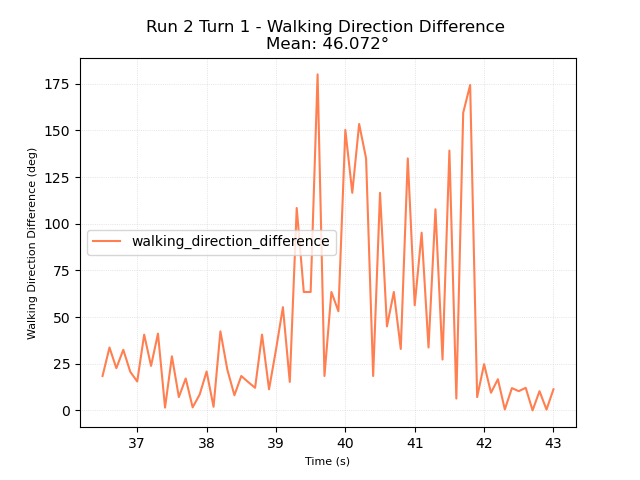 Run 2 Turn 1 - Walking Direction Difference
Mean: 46.072°
Walking Direction Difference (deg)
175
150
125
100
75
50
25
0
walking_direction_difference
37 38 39 40 41 42 43
Time (s)